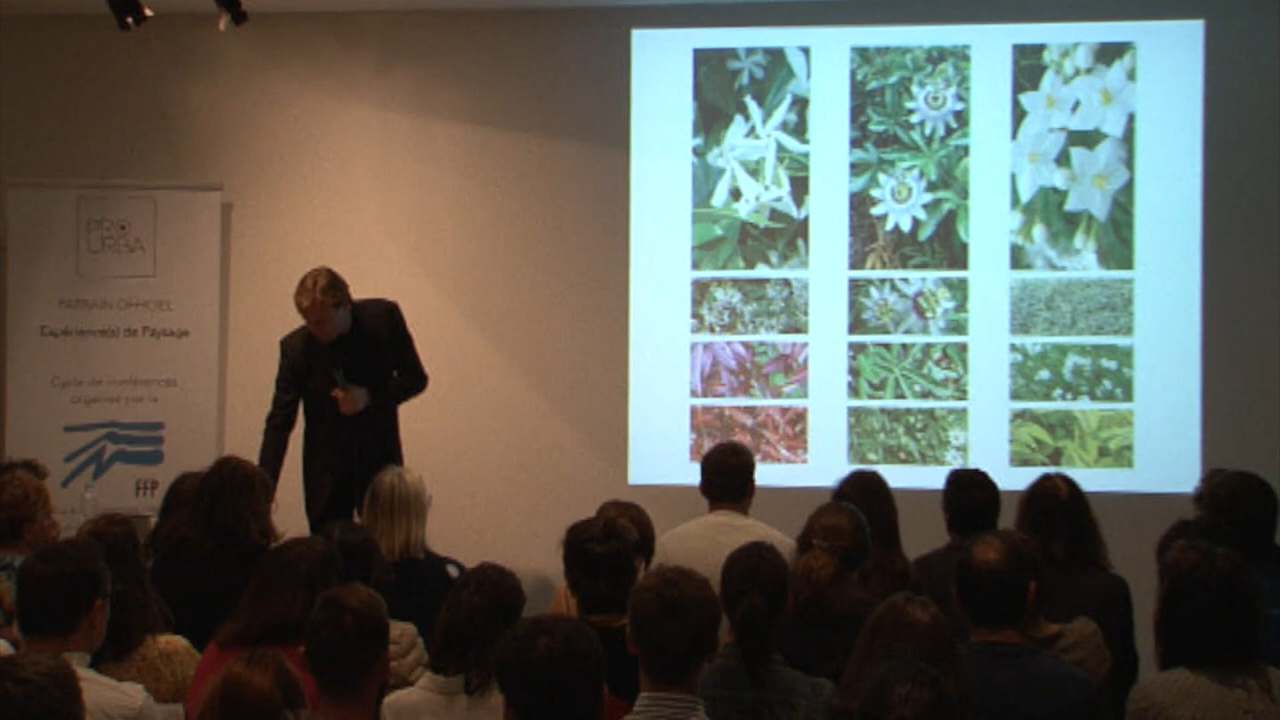 PRO
URBA
PARRAIN OFFICIEL
Expérience(s) de Paysage
Cycle de conférences
organisé par la
FFP